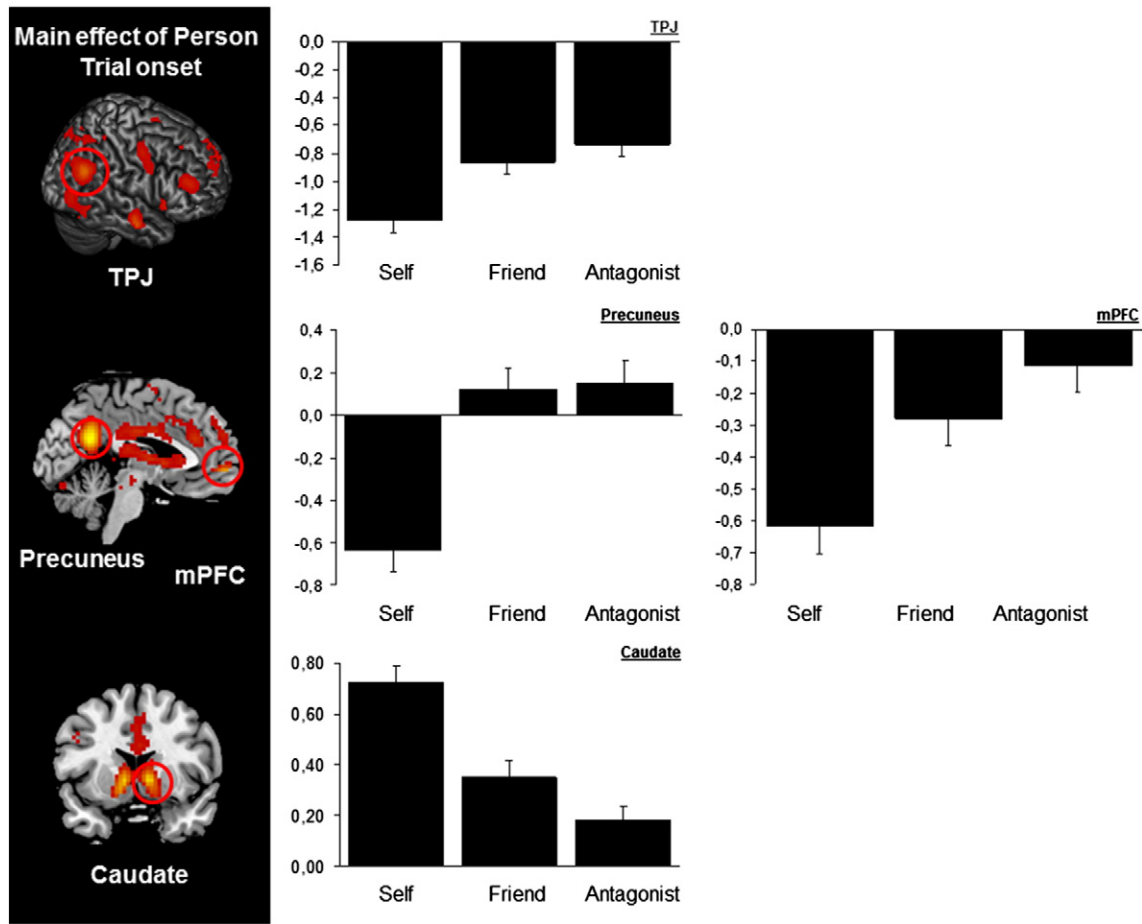 Main effect of Person
Trial onset
TPJ
Precuneus
mPFC
Caudate
TPJ
0,0
-0,2
-0,4
-0,6
-0,8
-1,0
-1,2
-1,4
-1,6
Self Friend Antagonist
Precuneus
0,4
0,2
0,0
-0,2
-0,4
-0,6
-0,8
Self Friend Antagonist
mPFC
0,0
-0,1
-0,2
-0,3
-0,4
-0,5
-0,6
-0,7
-0,8
Self Friend Antagonist
Caudate
0,80
0,60
0,40
0,20
0,00
Self Friend Antagonist